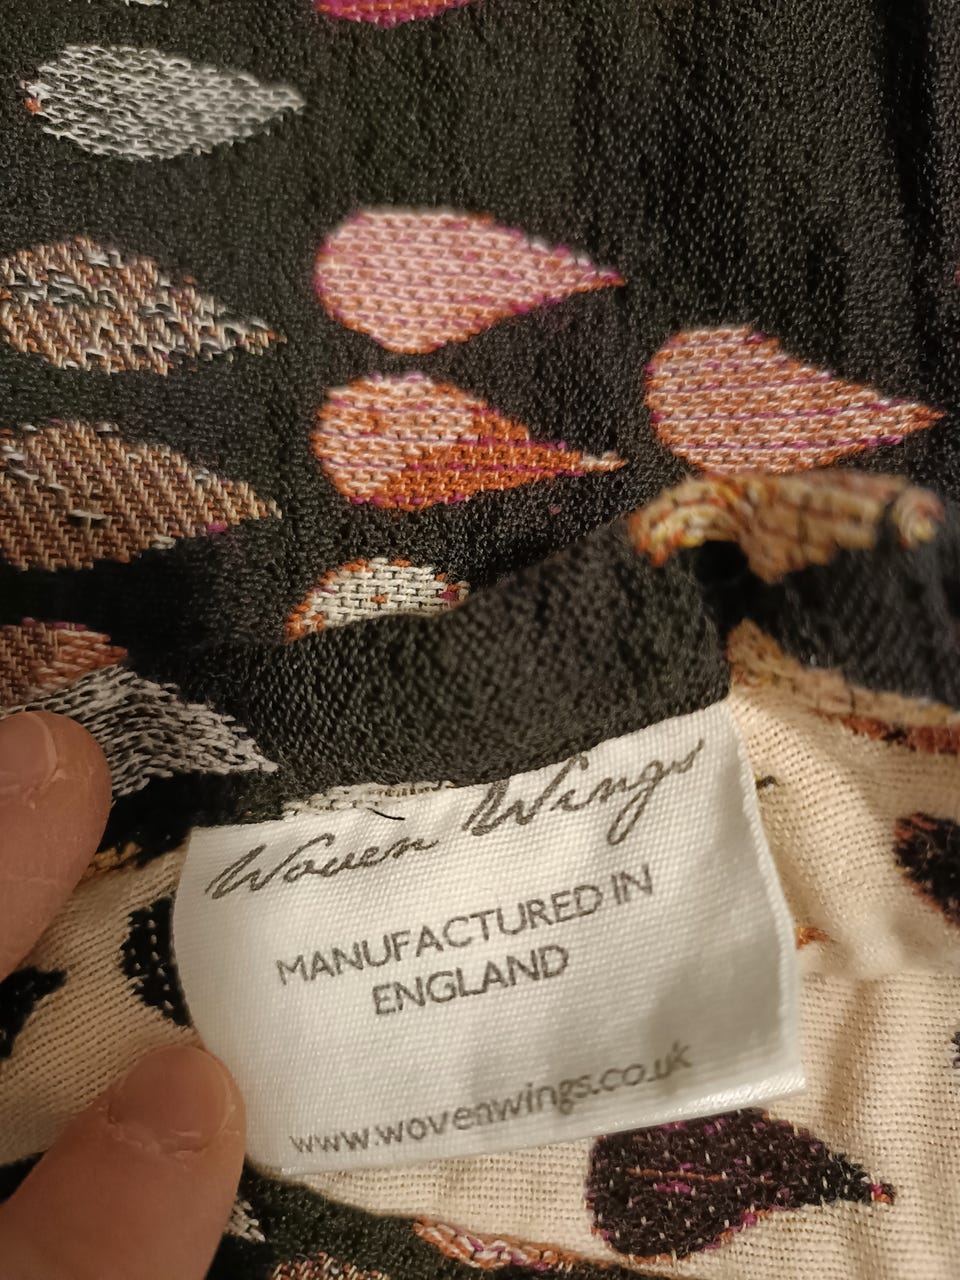 Woven Wings
MANUFACTURED IN
ENGLAND
www.wovenwings.co.uk